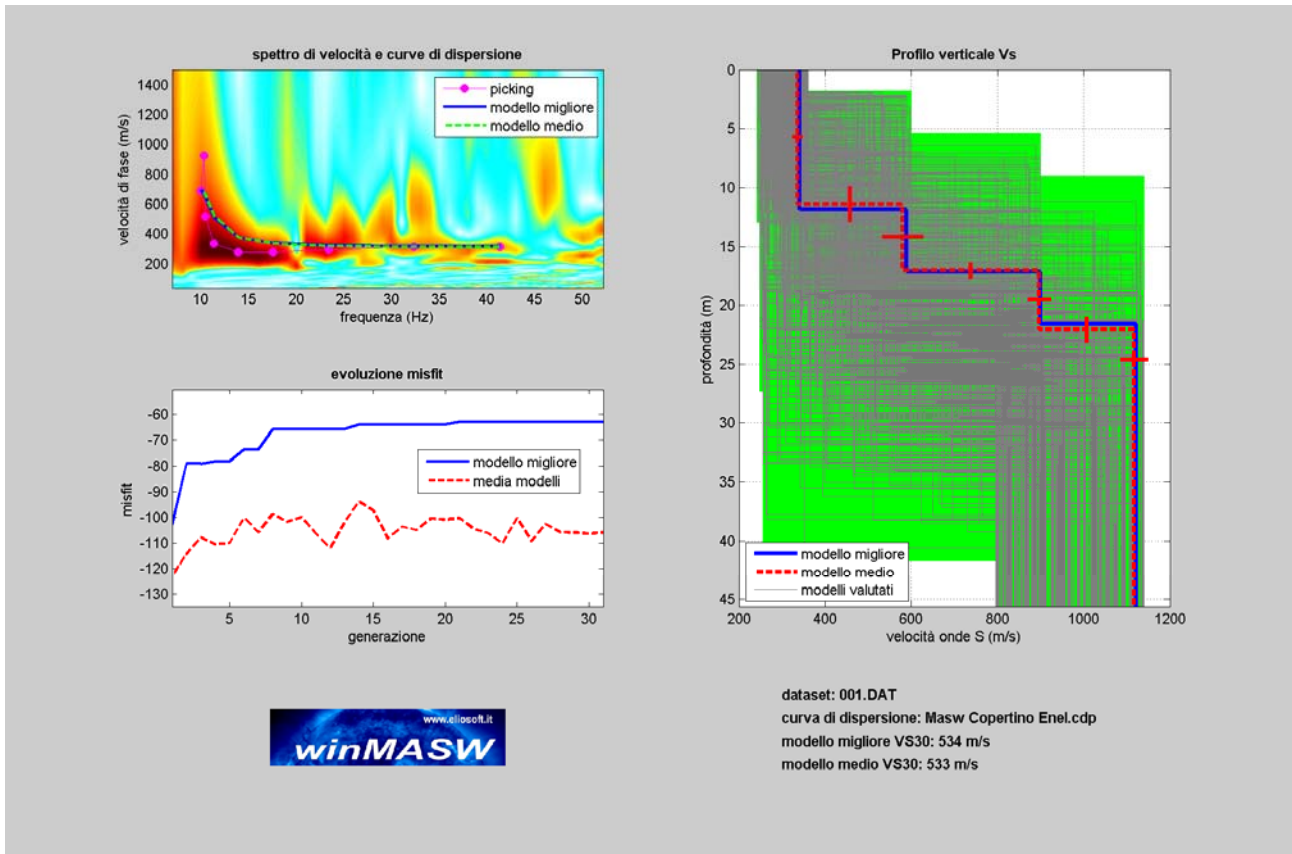 spettro di velocità e curve di dispersione
velocità di fase (m/s)
1400
1200
1000
800
600
400
200
picking
modello migliore
modello medio
10 15 20 25 30 35 40 45 50
frequenza (Hz)
evoluzione misfit
misfit
-60
-70
-80
-90
-100
-110
-120
-130
modello migliore
media modelli
5 10 15 20 25 30
generazione
Profilo verticale Vs
profondità (m)
0
5
10
15
20
25
30
35
40
45
modello migliore
modello medio
modelli valutati
200 400 600 800 1000 1200
velocità onde S (m/s)
www.eliosoft.it
winMASW
dataset: 001.DAT
curva di dispersione: Masw Copertino Enel.cdp
modello migliore VS30: 534 m/s
modello medio VS30: 533 m/s